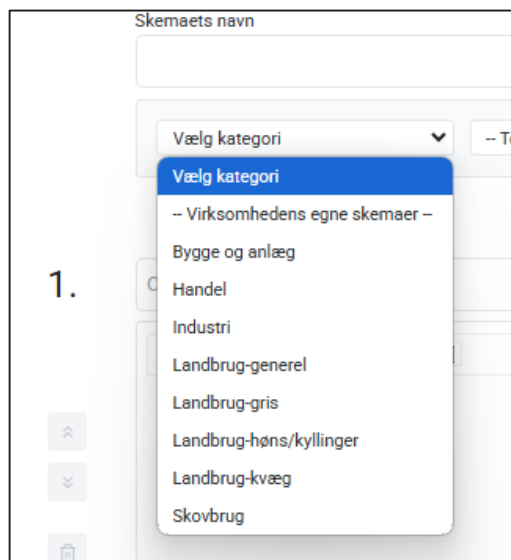 Skemaets navn
Vælg kategori
Vælg kategori
-- Virksomhedens egne skemaer --
Bygge og anlæg
Handel
Industri
Landbrug-generel
Landbrug-gris
Landbrug-høns/kyllinger
Landbrug-kvæg
Skovbrug
1.